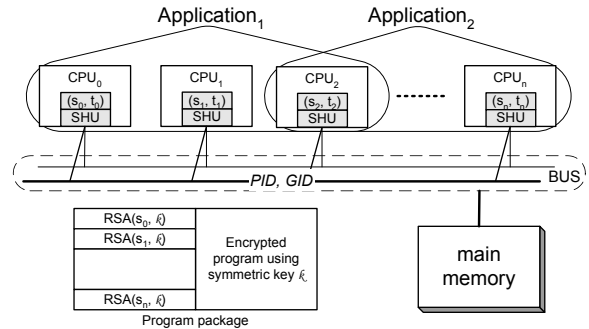 Application₁ Application₂
CPU₀ CPU₁ CPU₂ CPUₙ
(s₀, t₀) (s₁, t₁) (s₂, t₂) (sₙ, tₙ)
SHU SHU SHU SHU
BUS
PID, GID
RSA(s₀, k)
RSA(s₁, k)
RSA(sₙ, k)
Encrypted
program using
symmetric key k
Program package
main
memory